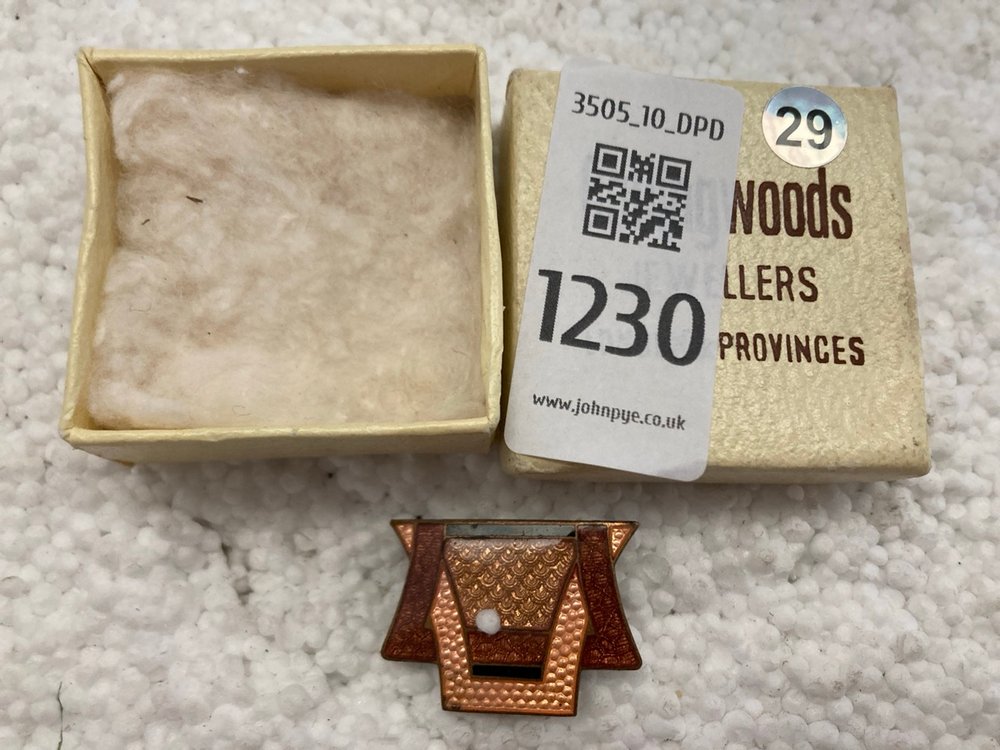 3505_10_DPD
1230
www.johnpye.co.uk
29
woods
LLERS
PROVINCES